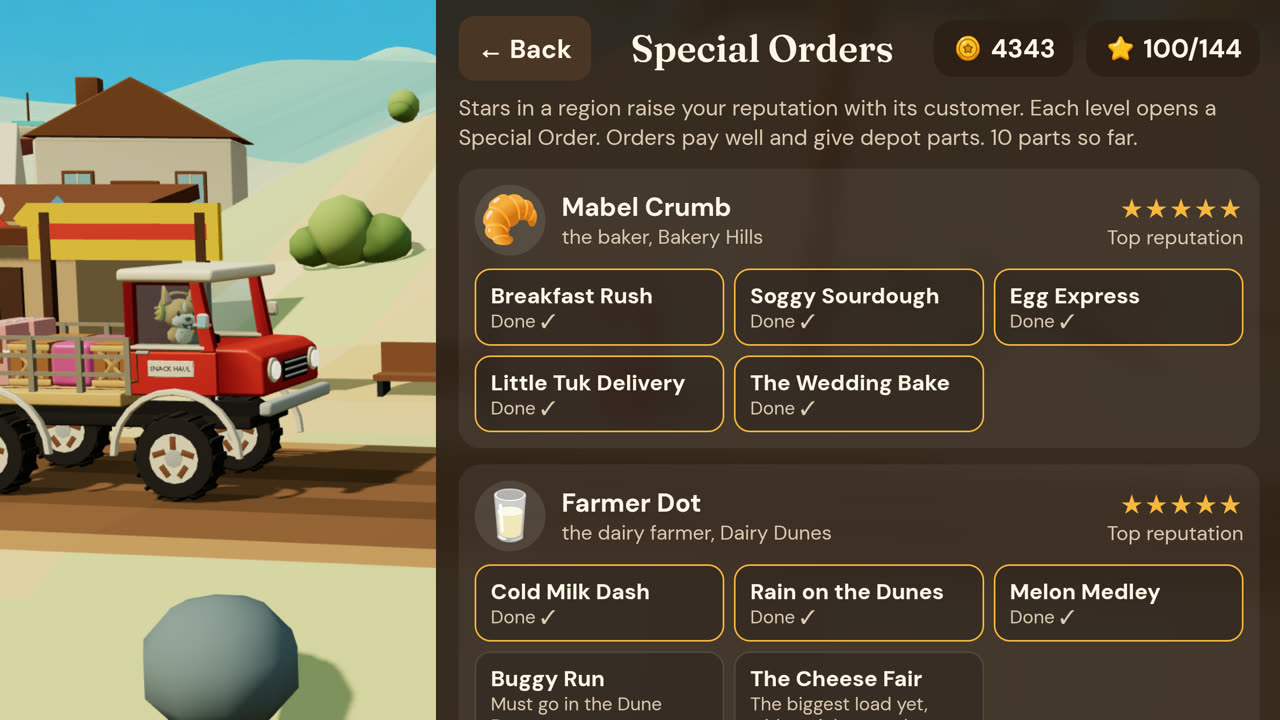 ← Back
Special Orders
4343
100/144
Stars in a region raise your reputation with its customer. Each level opens a
Special Order. Orders pay well and give depot parts. 10 parts so far.
Mabel Crumb
the baker, Bakery Hills
★★★★★
Top reputation
Breakfast Rush
Done ✓
Soggy Sourdough
Done ✓
Egg Express
Done ✓
Little Tuk Delivery
Done ✓
The Wedding Bake
Done ✓
Farmer Dot
the dairy farmer, Dairy Dunes
★★★★★
Top reputation
Cold Milk Dash
Done ✓
Rain on the Dunes
Done ✓
Melon Medley
Done ✓
Buggy Run
Must go in the Dune
The Cheese Fair
The biggest load yet,
SNACK HAUL